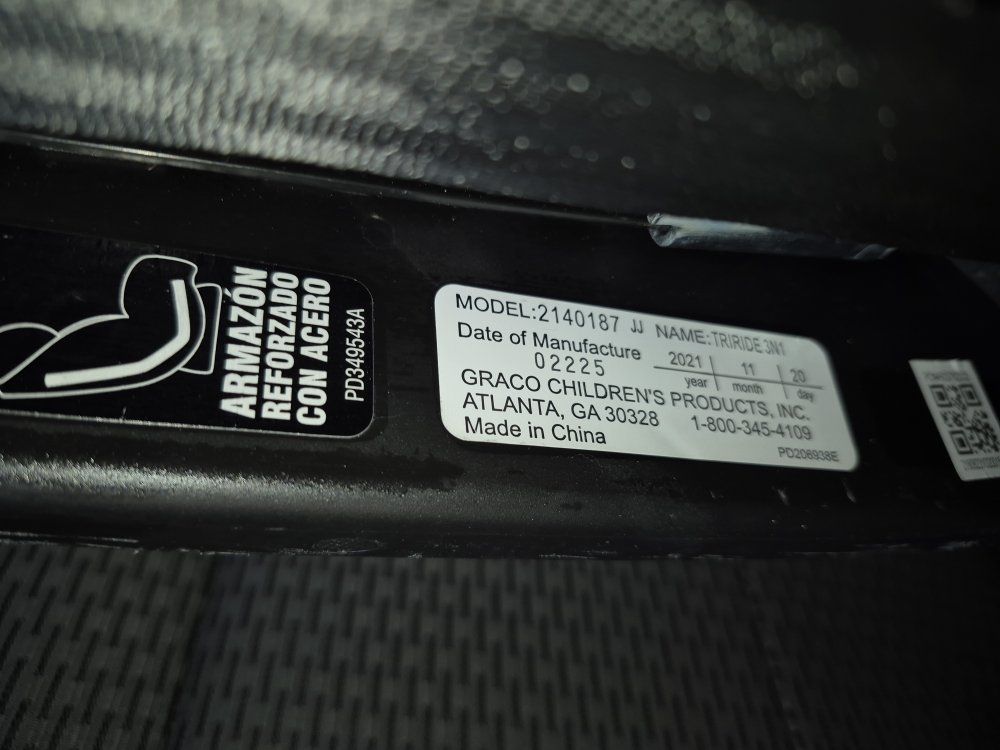 ARMAZÓN
REFORZADO
CON ACERO
PD349543A
MODEL:2140187 JJ NAME:TRIRIDE 3N1
Date of Manufacture 2021 11 20
02225 year month day
GRACO CHILDREN'S PRODUCTS, INC.
ATLANTA, GA 30328 1-800-345-4109
Made in China PD206938E